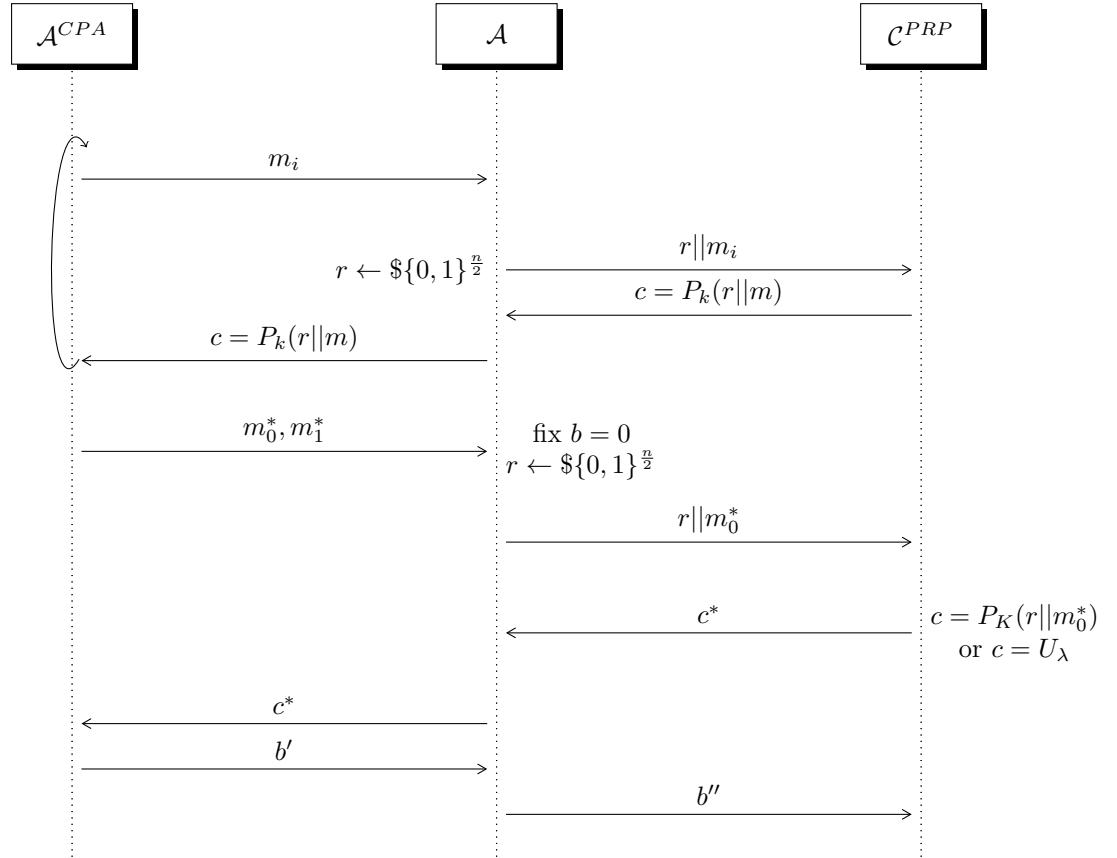 𝒜^{CPA}
𝒜
𝒞^{PRP}
m_i
r ← ${0, 1}^{n/2}
r||m_i
c = P_k(r||m)
c = P_k(r||m)
m_0^*, m_1^*
fix b = 0
r ← ${0, 1}^{n/2}
r||m_0^*
c^*
c = P_K(r||m_0^*)
or c = U_λ
c^*
b′
b′′